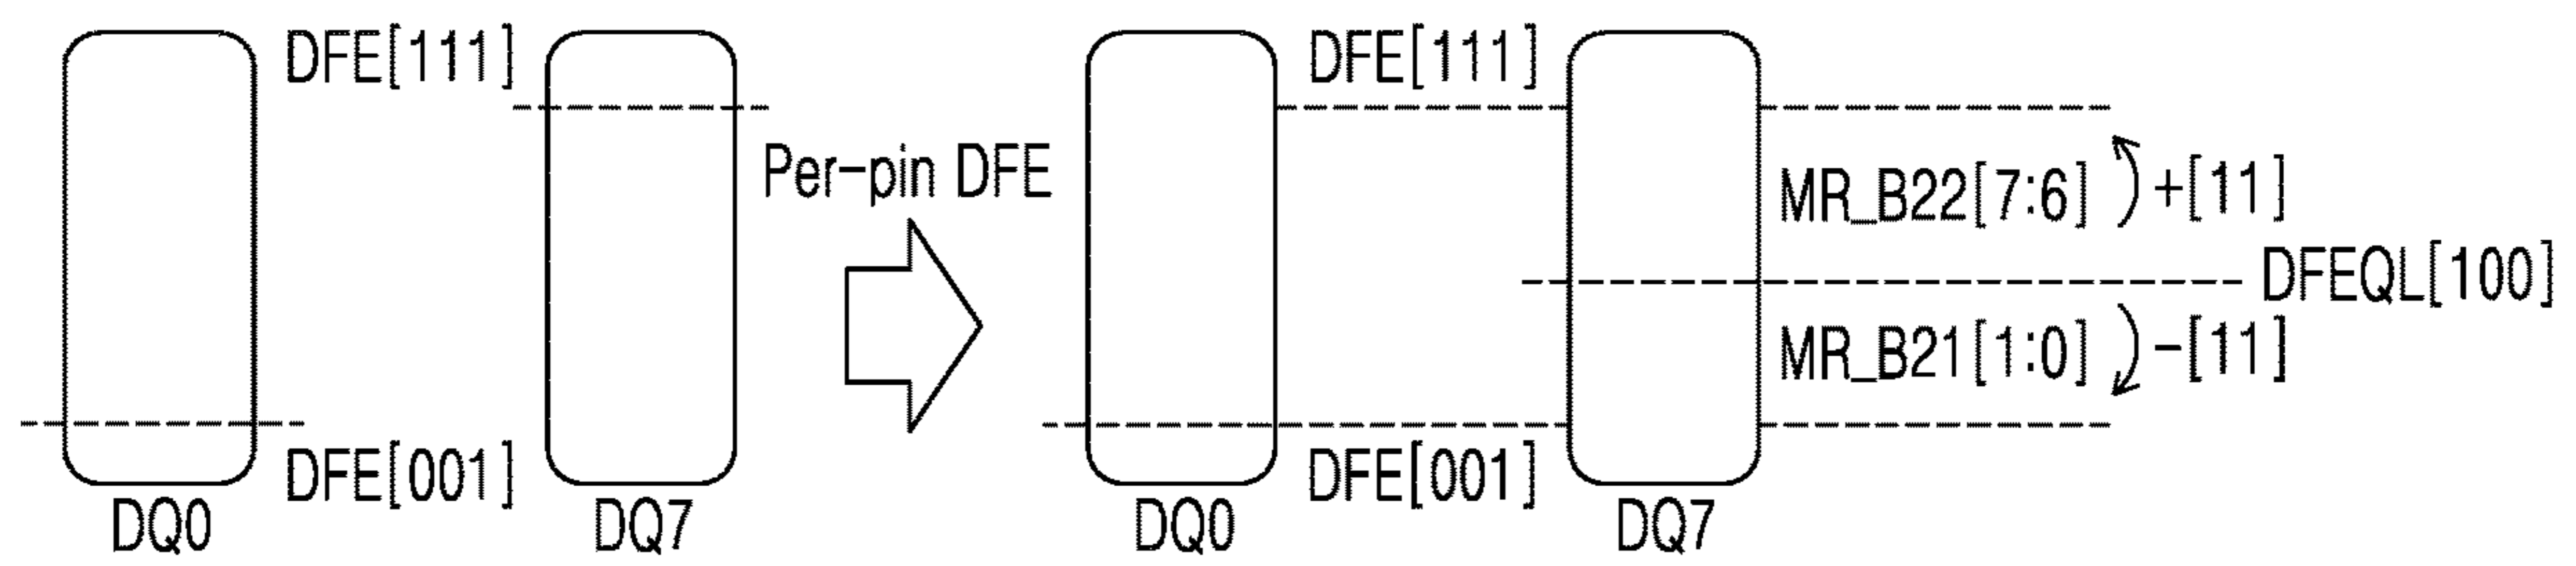 DFE[111]
DFE[001]
DQ0
DQ7
Per-pin DFE
DFE[111]
DFE[001]
DQ0
DQ7
MR_B22[7:6]
+[11]
DFEQL[100]
MR_B21[1:0]
-[11]